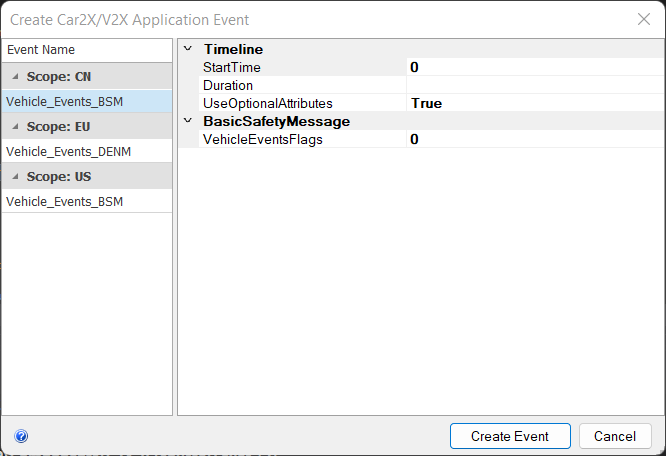 Create Car2X/V2X Application Event
Event Name
Scope: CN
Vehicle_Events_BSM
Scope: EU
Vehicle_Events_DENM
Scope: US
Vehicle_Events_BSM
Timeline
StartTime 0
Duration
UseOptionalAttributes True
BasicSafetyMessage
VehicleEventsFlags 0
Create Event Cancel